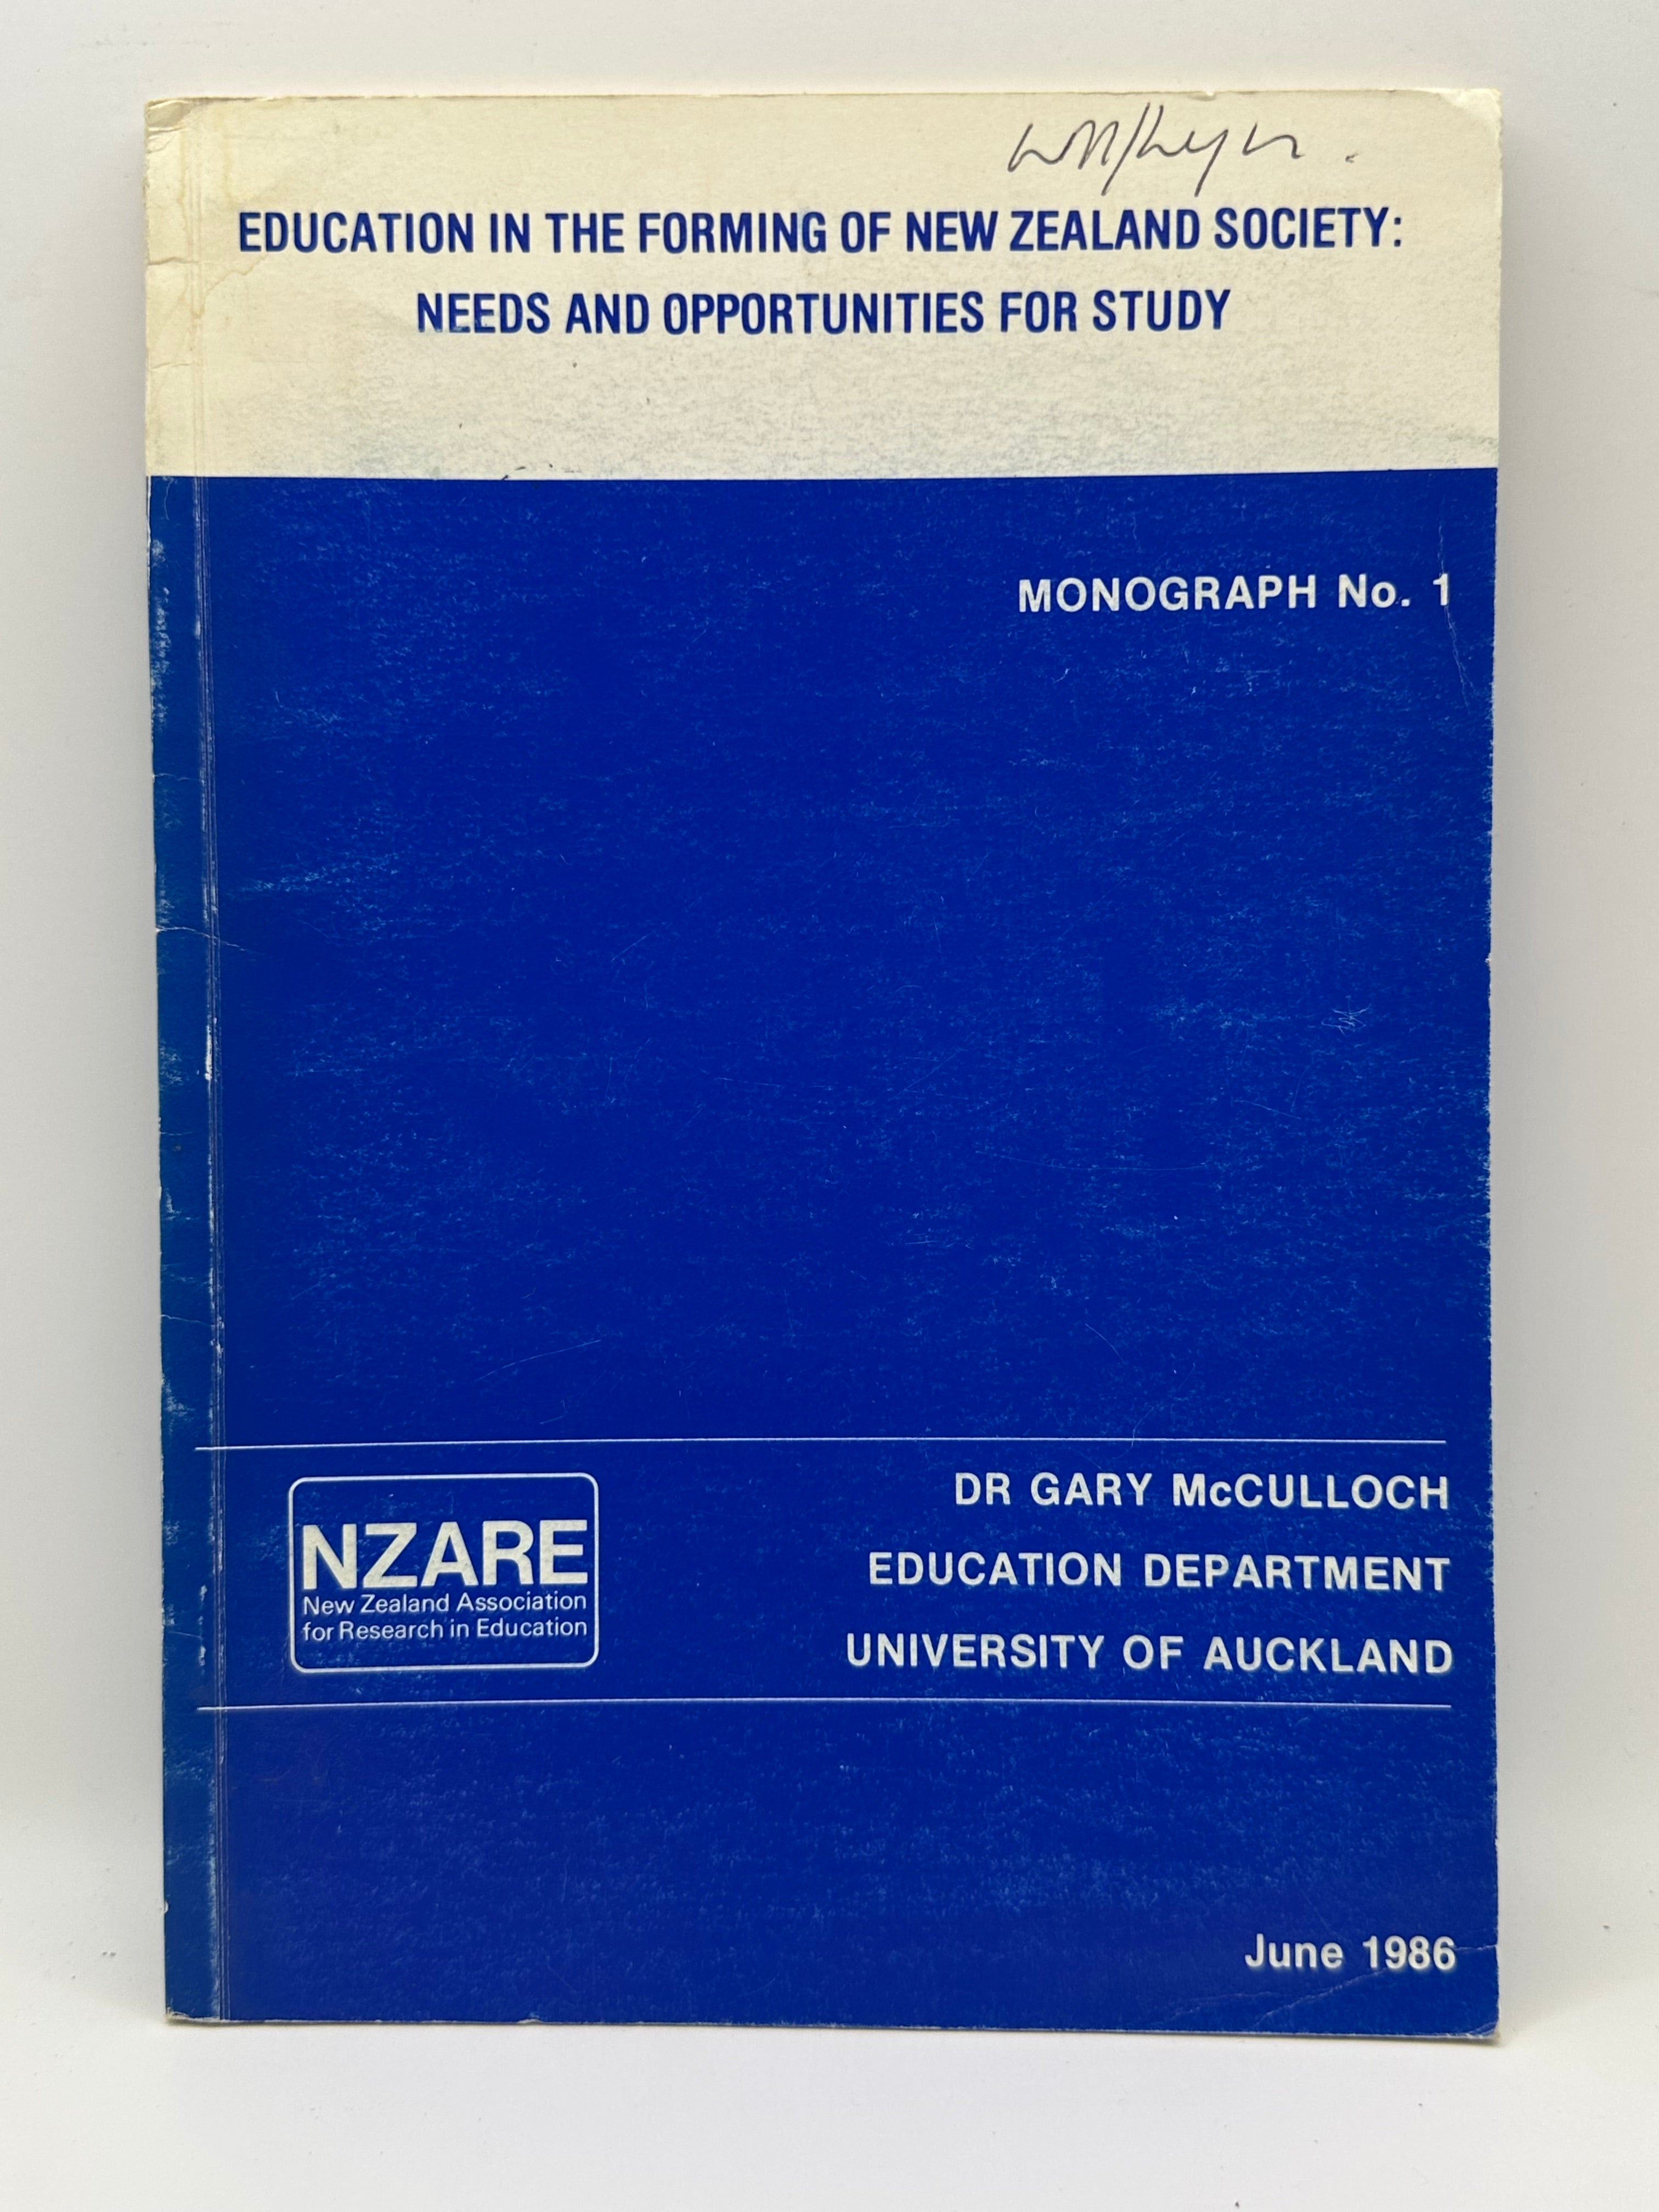 EDUCATION IN THE FORMING OF NEW ZEALAND SOCIETY:
NEEDS AND OPPORTUNITIES FOR STUDY
MONOGRAPH No. 1
DR GARY McCULLOCH
EDUCATION DEPARTMENT
UNIVERSITY OF AUCKLAND
NZARE
New Zealand Association
for Research in Education
June 1986